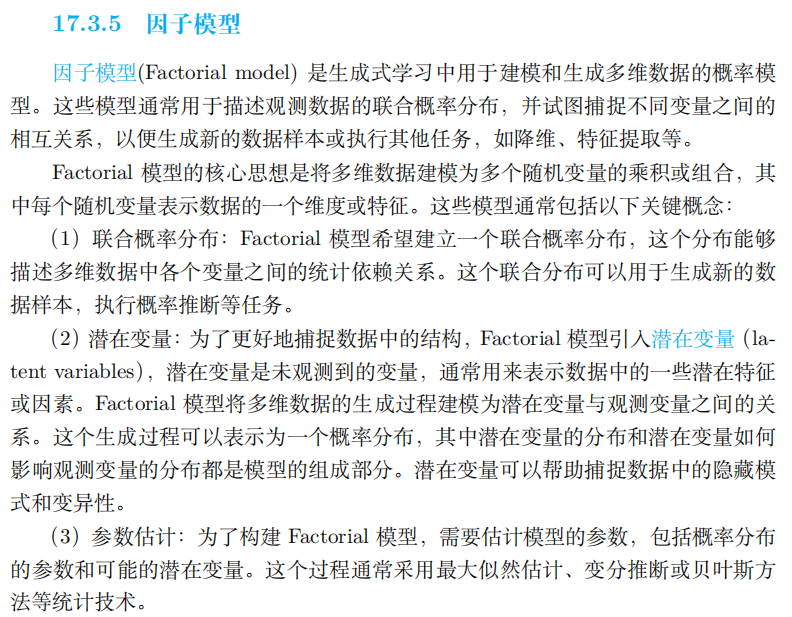 17.3.5 因子模型
因子模型(Factorial model) 是生成式学习中用于建模和生成多维数据的概率模
型。这些模型通常用于描述观测数据的联合概率分布，并试图捕捉不同变量之间的
相互关系，以便生成新的数据样本或执行其他任务，如降维、特征提取等。
Factorial 模型的核心思想是将多维数据建模为多个随机变量的乘积或组合，其
中每个随机变量表示数据的一个维度或特征。这些模型通常包括以下关键概念：
（1）联合概率分布：Factorial 模型希望建立一个联合概率分布，这个分布能够
描述多维数据中各个变量之间的统计依赖关系。这个联合分布可以用于生成新的数
据样本，执行概率推断等任务。
（2）潜在变量：为了更好地捕捉数据中的结构，Factorial 模型引入潜在变量（la-
tent variables），潜在变量是未观测到的变量，通常用来表示数据中的一些潜在特征
或因素。Factorial 模型将多维数据的生成过程建模为潜在变量与观测变量之间的关
系。这个生成过程可以表示为一个概率分布，其中潜在变量的分布和潜在变量如何
影响观测变量的分布都是模型的组成部分。潜在变量可以帮助捕捉数据中的隐藏模
式和变异性。
（3）参数估计：为了构建 Factorial 模型，需要估计模型的参数，包括概率分布
的参数和可能的潜在变量。这个过程通常采用最大似然估计、变分推断或贝叶斯方
法等统计技术。